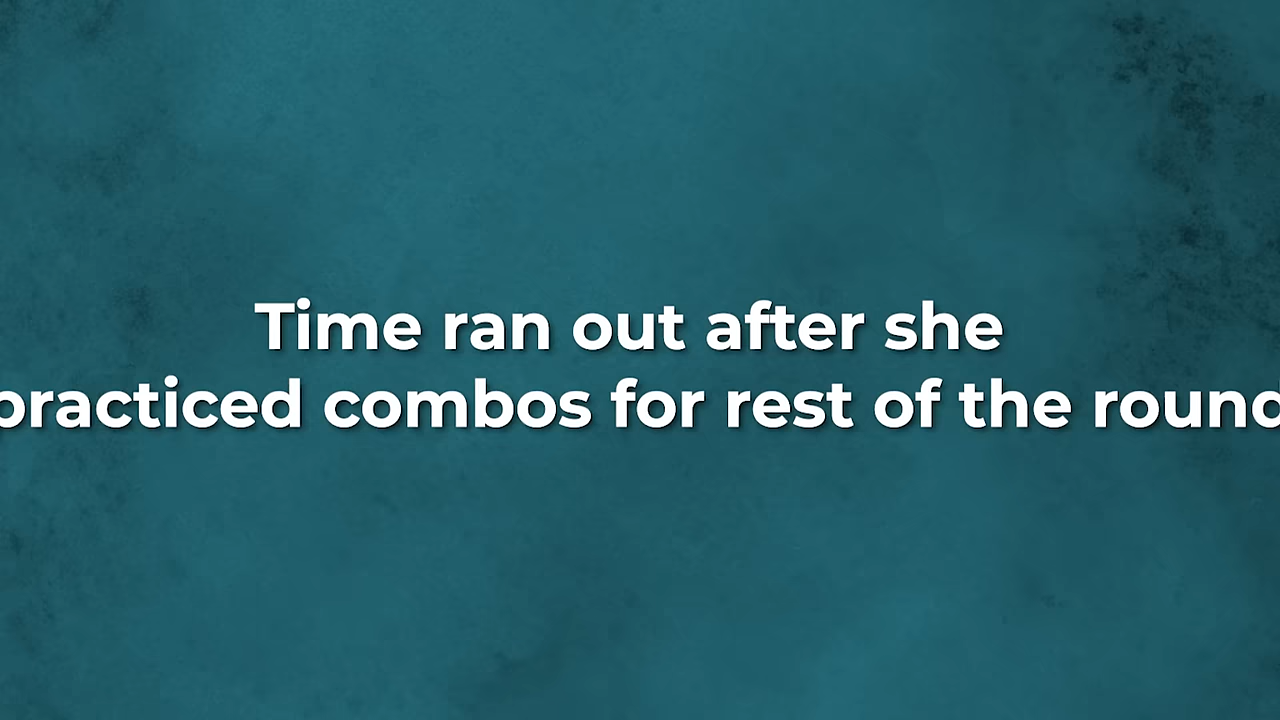 Time ran out after she
practiced combos for rest of the round